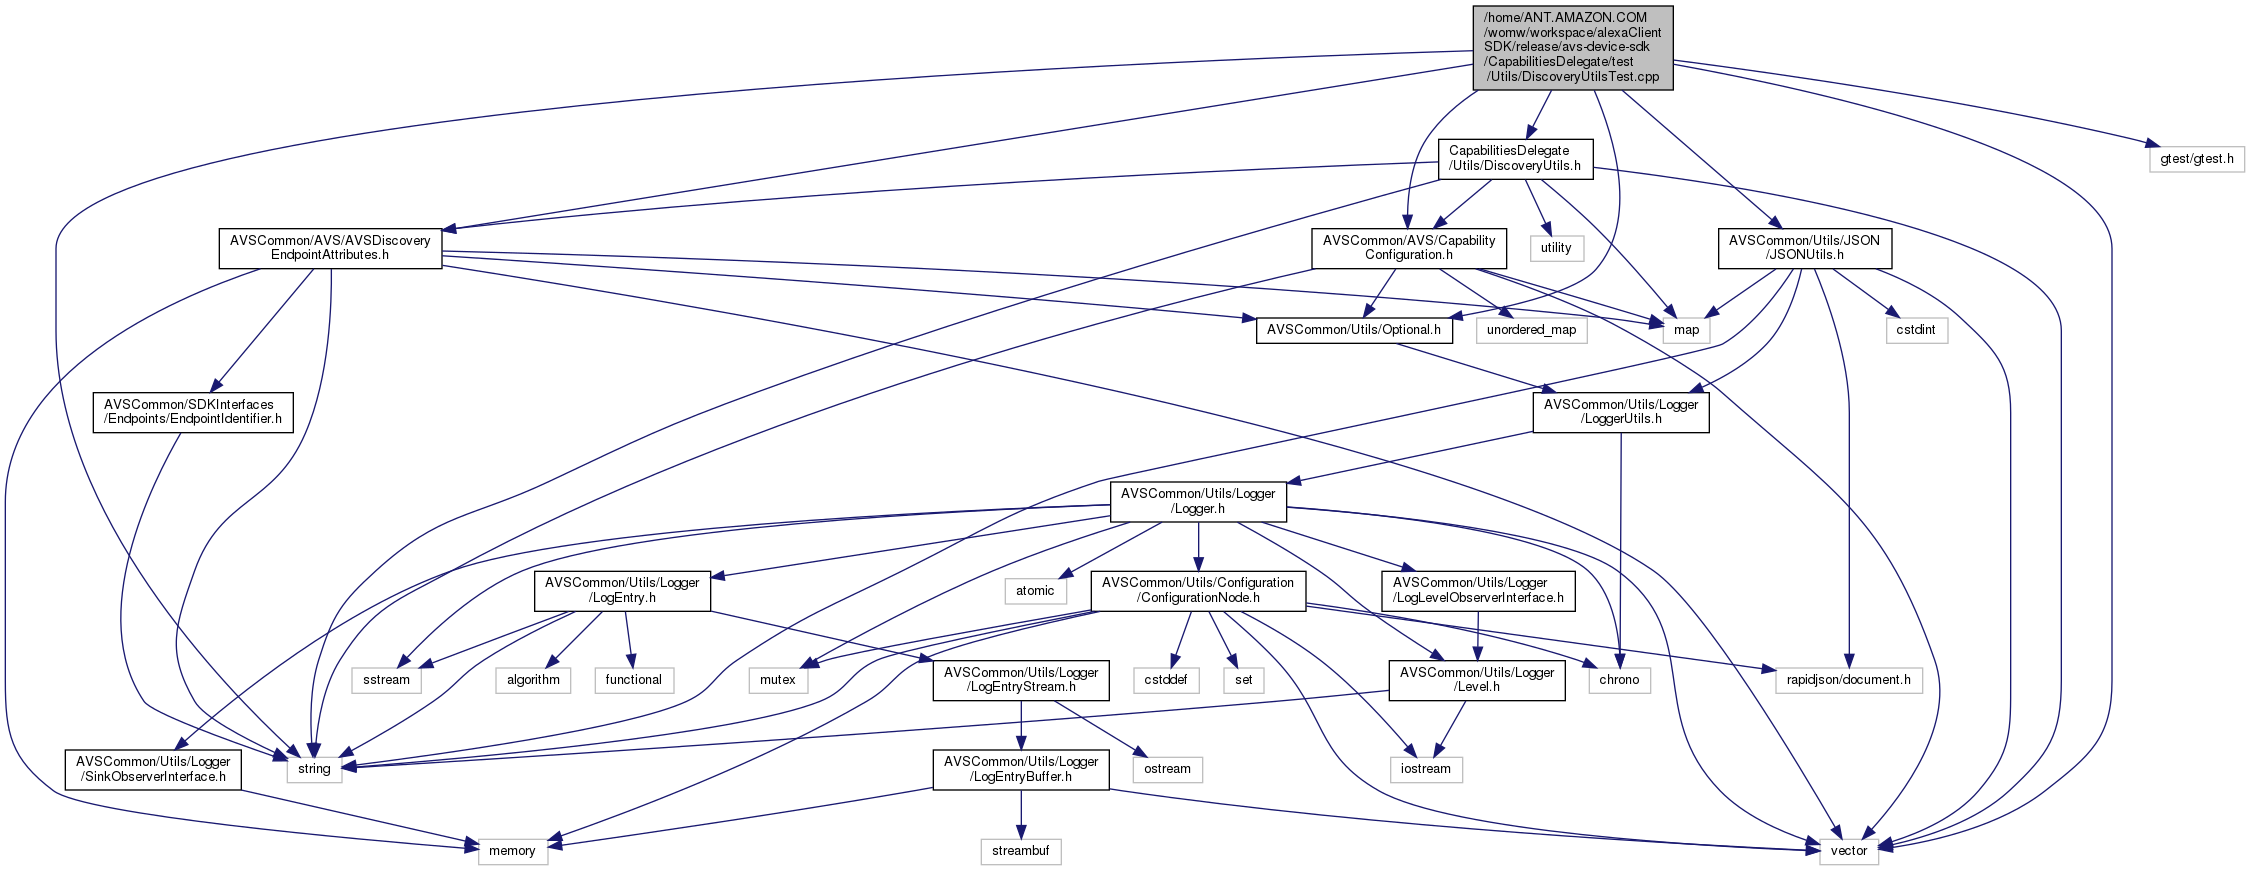 /home/ANT.AMAZON.COM
/womw/workspace/alexaClient
SDK/release/avs-device-sdk
/CapabilitiesDelegate/test
/Utils/DiscoveryUtilsTest.cpp
CapabilitiesDelegate
/Utils/DiscoveryUtils.h
gtest/gtest.h
AVSCommon/AVS/AVSDiscovery
EndpointAttributes.h
AVSCommon/AVS/Capability
Configuration.h
utility
AVSCommon/Utils/JSON
/JSONUtils.h
AVSCommon/Utils/Optional.h
unordered_map
map
cstdint
AVSCommon/SDKInterfaces
/Endpoints/EndpointIdentifier.h
AVSCommon/Utils/Logger
/LoggerUtils.h
AVSCommon/Utils/Logger
/Logger.h
AVSCommon/Utils/Logger
/LogEntry.h
atomic
AVSCommon/Utils/Configuration
/ConfigurationNode.h
AVSCommon/Utils/Logger
/LogLevelObserverInterface.h
sstream
algorithm
functional
mutex
AVSCommon/Utils/Logger
/LogEntryStream.h
cstddef
set
AVSCommon/Utils/Logger
/Level.h
chrono
rapidjson/document.h
AVSCommon/Utils/Logger
/SinkObserverInterface.h
string
AVSCommon/Utils/Logger
/LogEntryBuffer.h
ostream
iostream
memory
streambuf
vector